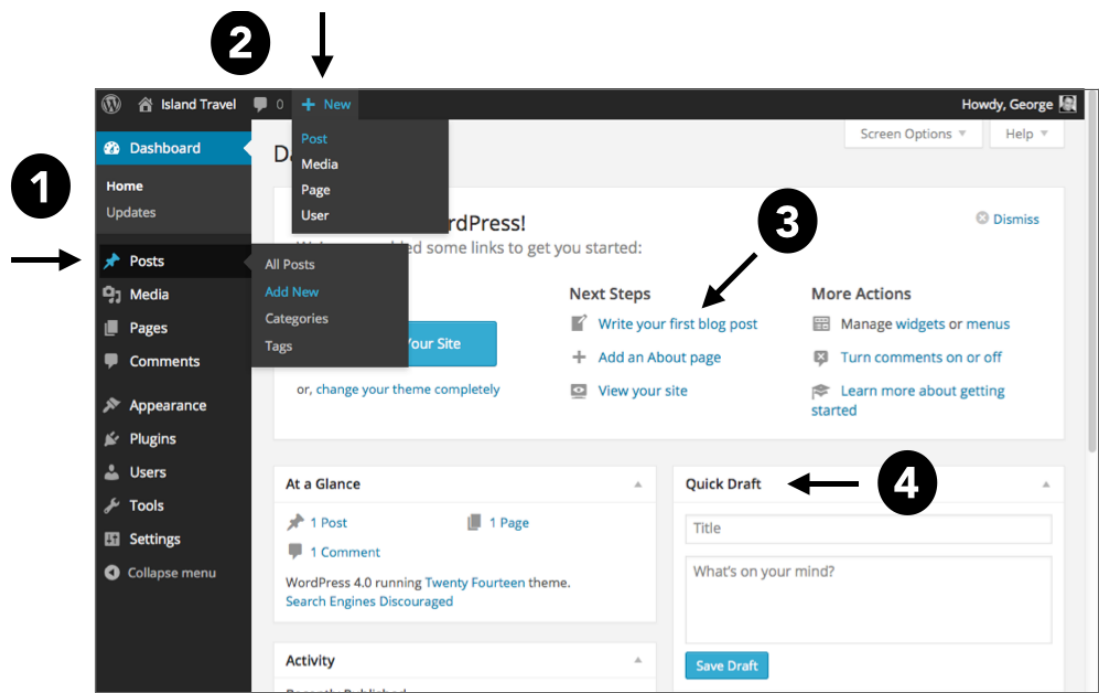 2
Island Travel
0
+ New
Howdy, George
Post
Media
Page
User
Screen Options
Help
1
Dashboard
Home
Updates
Posts
Media
Pages
Comments
Appearance
Plugins
Users
Tools
Settings
Collapse menu
All Posts
Add New
Categories
Tags
rdPress!
some links to get you started:
Dismiss
3
our Site
or, change your theme completely
Next Steps
Write your first blog post
Add an About page
View your site
More Actions
Manage widgets or menus
Turn comments on or off
Learn more about getting
started
At a Glance
1 Post
1 Page
1 Comment
WordPress 4.0 running Twenty Fourteen theme.
Search Engines Discouraged
Quick Draft
4
Title
What's on your mind?
Save Draft
Activity